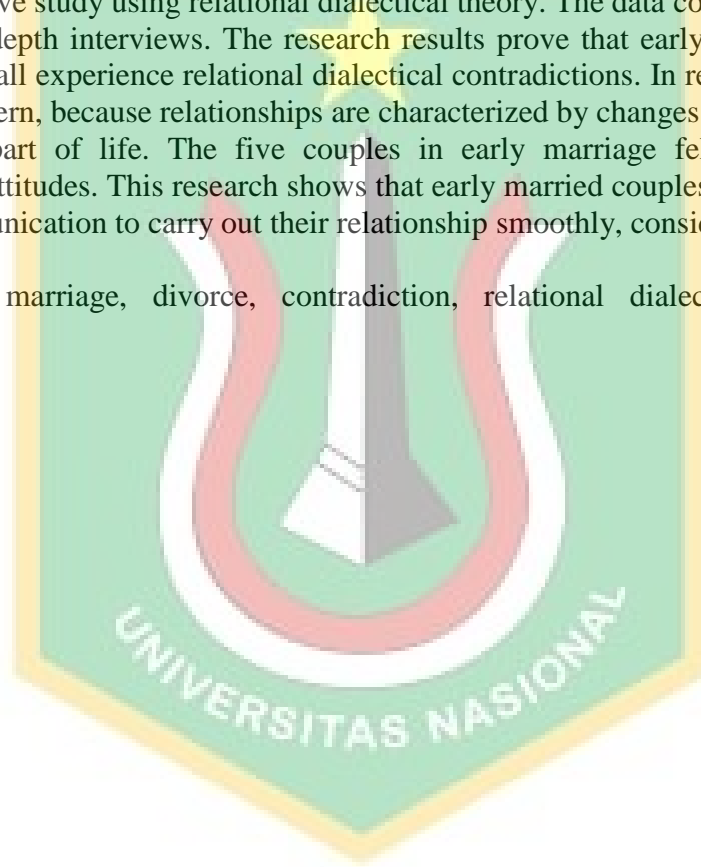 ve study using relational dialectical theory. The data co
depth interviews. The research results prove that early
all experience relational dialectical contradictions. In re
ern, because relationships are characterized by changes
part of life. The five couples in early marriage fe
ttitudes. This research shows that early married couples
unication to carry out their relationship smoothly, consi
marriage, divorce, contradiction, relational dialec
UNIVERSITAS NASIONAL